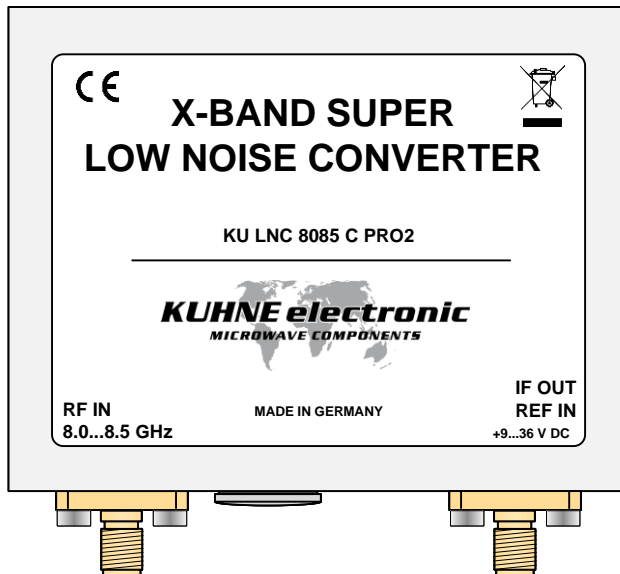 CE
X-BAND SUPER
LOW NOISE CONVERTER
KU LNC 8085 C PRO2
KUHNE electronic
MICROWAVE COMPONENTS
IF OUT
RF IN
MADE IN GERMANY
REF IN
8.0...8.5 GHz
+9...36 V DC